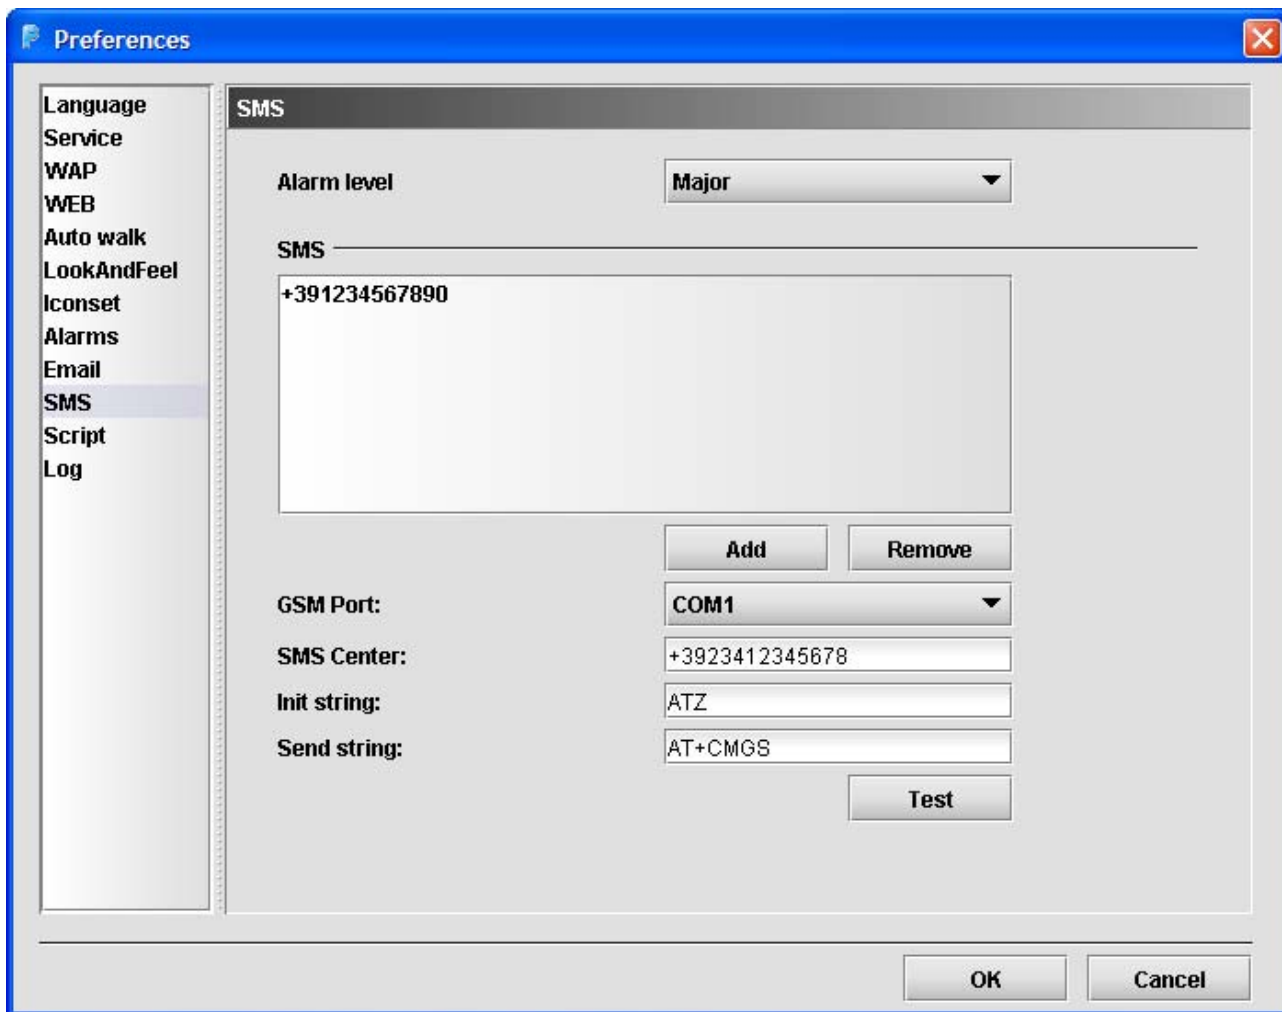 Preferences
Language
Service
WAP
WEB
Auto walk
LookAndFeel
Iconset
Alarms
Email
SMS
Script
Log
SMS
Alarm level Major
SMS
+391234567890
Add Remove
GSM Port: COM1
SMS Center: +3923412345678
Init string: ATZ
Send string: AT+CMGS
Test
OK Cancel